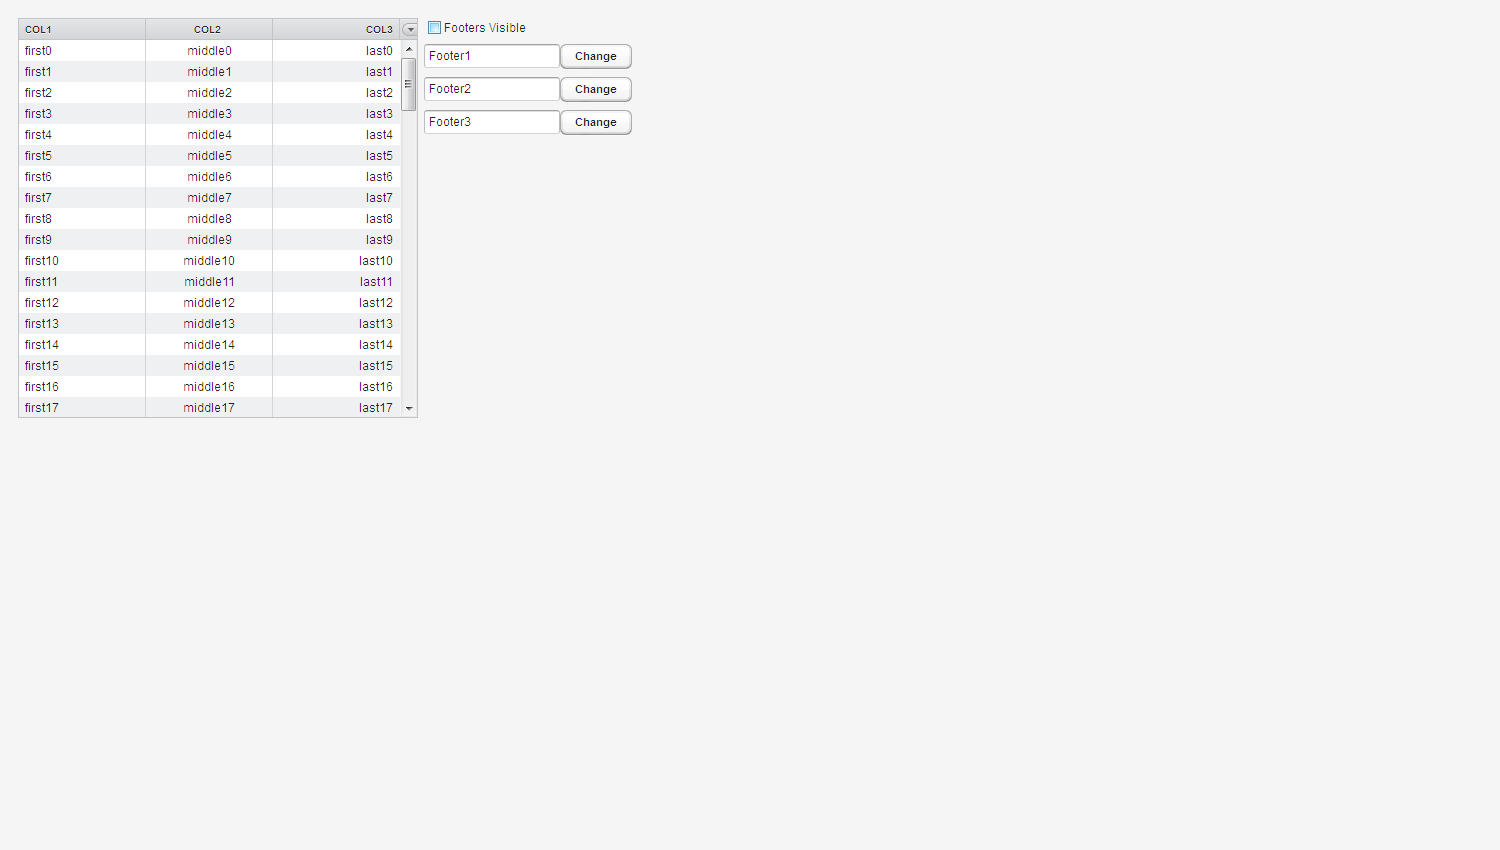 COL1 COL2 COL3
first0 middle0 last0
first1 middle1 last1
first2 middle2 last2
first3 middle3 last3
first4 middle4 last4
first5 middle5 last5
first6 middle6 last6
first7 middle7 last7
first8 middle8 last8
first9 middle9 last9
first10 middle10 last10
first11 middle11 last11
first12 middle12 last12
first13 middle13 last13
first14 middle14 last14
first15 middle15 last15
first16 middle16 last16
first17 middle17 last17
Footers Visible
Footer1 Change
Footer2 Change
Footer3 Change